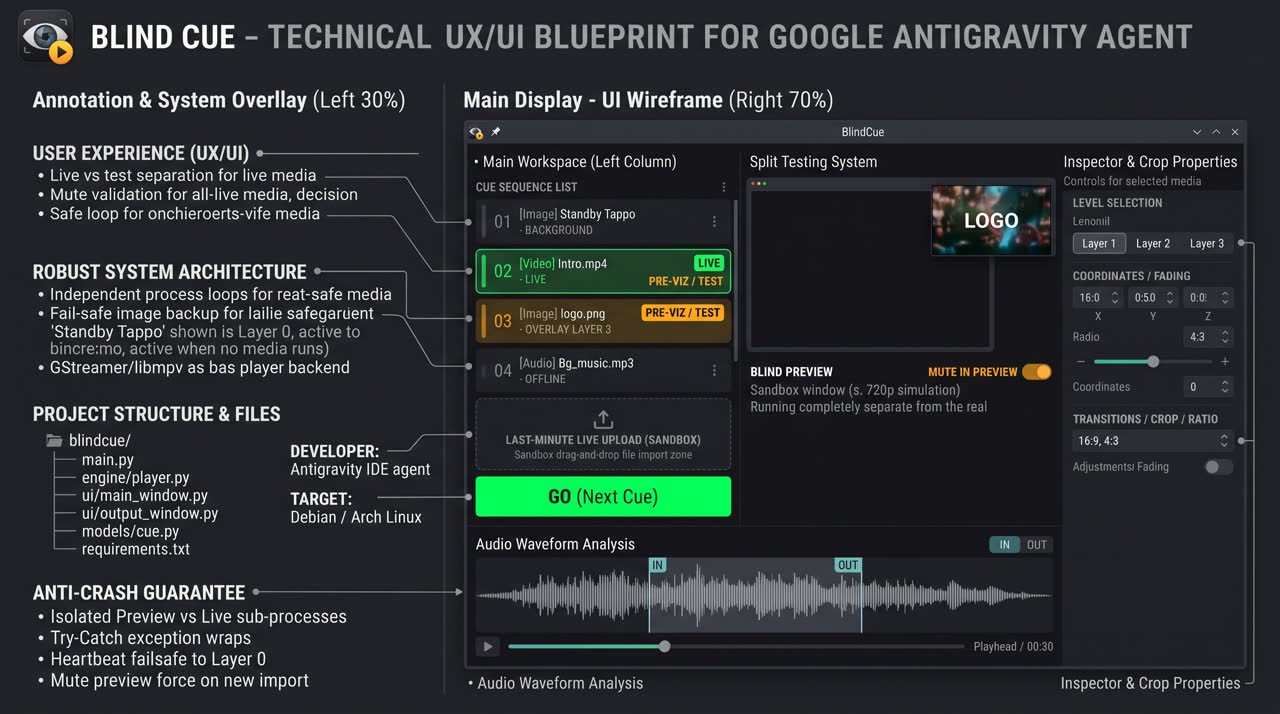 BLIND CUE – TECHNICAL UX/UI BLUEPRINT FOR GOOGLE ANTIGRAVITY AGENT
Annotation & System Overllay (Left 30%)
USER EXPERIENCE (UX/UI)
• Live vs test separation for live media
• Mute validation for all-live media, decision
• Safe loop for onchieroerts-vife media
ROBUST SYSTEM ARCHITECTURE
• Independent process loops for reat-safe media
• Fail-safe image backup for lailie safegaruent
'Standby Tappo' shown is Layer 0, active to
bincre:mo, active when no media runs)
• GStreamer/libmpv as bas player backend
PROJECT STRUCTURE & FILES
blindcue/
main.py
engine/player.py
ui/main_window.py
ui/output_window.py
models/cue.py
requirements.txt
DEVELOPER:
Antigravity IDE agent
TARGET:
Debian / Arch Linux
ANTI-CRASH GUARANTEE
• Isolated Preview vs Live sub-processes
• Try-Catch exception wraps
• Heartbeat failsafe to Layer 0
• Mute preview force on new import
Main Display - UI Wireframe (Right 70%)
BlindCue
• Main Workspace (Left Column)
CUE SEQUENCE LIST
01 [Image] Standby Tappo
- BACKGROUND
02 [Video] Intro.mp4 LIVE
- LIVE PRE-VIZ / TEST
03 [Image] logo.png PRE-VIZ / TEST
- OVERLAY LAYER 3
04 [Audio] Bg_music.mp3
- OFFLINE
LAST-MINUTE LIVE UPLOAD (SANDBOX)
Sandbox drag-and-drop file import zone
GO (Next Cue)
Split Testing System
LOGO
BLIND PREVIEW MUTE IN PREVIEW
Sandbox window (s. 720p simulation)
Running completely separate from the real
Inspector & Crop Properties
Controls for selected media
LEVEL SELECTION
Lenoniil
Layer 1 Layer 2 Layer 3
COORDINATES / FADING
16:0 0:5.0
X Y Z
Radio 4:3
− +
Coordinates 0
TRANSITIONS / CROP / RATIO
16:9, 4:3
Adjustments/ Fading
Audio Waveform Analysis IN OUT
IN OUT
Playhead / 00:30
• Audio Waveform Analysis
Inspector & Crop Properties